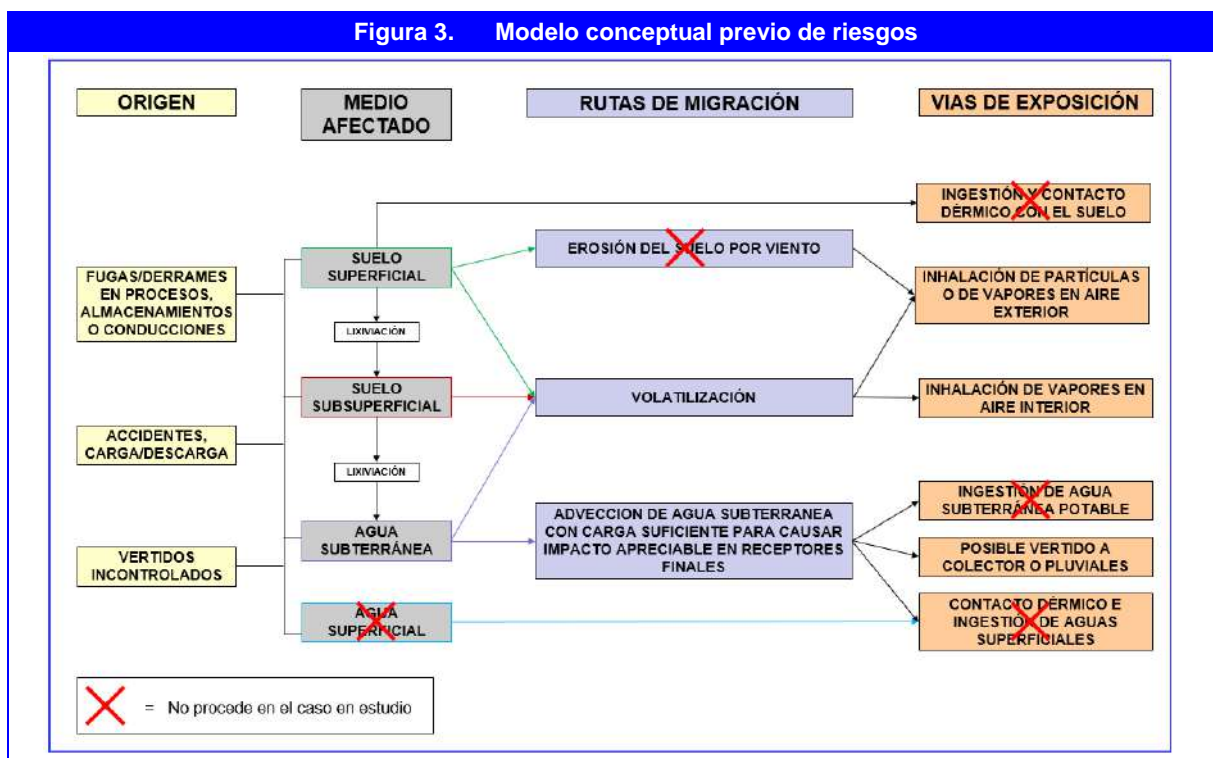 Figura 3. Modelo conceptual previo de riesgos
ORIGEN
MEDIO
AFECTADO
RUTAS DE MIGRACIÓN
VIAS DE EXPOSICIÓN
INGESTIÓN Y CONTACTO
DÉRMICO CON EL SUELO
SUELO
SUPERFICIAL
EROSIÓN DEL SUELO POR VIENTO
FUGAS/DERRAMES
EN PROCESOS,
ALMACENAMIENTOS
O CONDUCCIONES
INHALACIÓN DE PARTÍCULAS
O DE VAPORES EN AIRE
EXTERIOR
LIXIVIACIÓN
SUELO
SUBSUPERFICIAL
VOLATILIZACIÓN
INHALACIÓN DE VAPORES EN
AIRE INTERIOR
ACCIDENTES,
CARGA/DESCARGA
LIXIVIACIÓN
INGESTIÓN DE AGUA
SUBTERRÁNEA POTABLE
AGUA
SUBTERRÁNEA
ADVECCION DE AGUA SUBTERRANEA
CON CARGA SUFICIENTE PARA CAUSAR
IMPACTO APRECIABLE EN RECEPTORES
FINALES
POSIBLE VERTIDO A
COLECTOR O PLUVIALES
VERTIDOS
INCONTROLADOS
AGUA
SUPERFICIAL
CONTACTO DÉRMICO E
INGESTIÓN DE AGUAS
SUPERFICIALES
= No procede en el caso en estudio